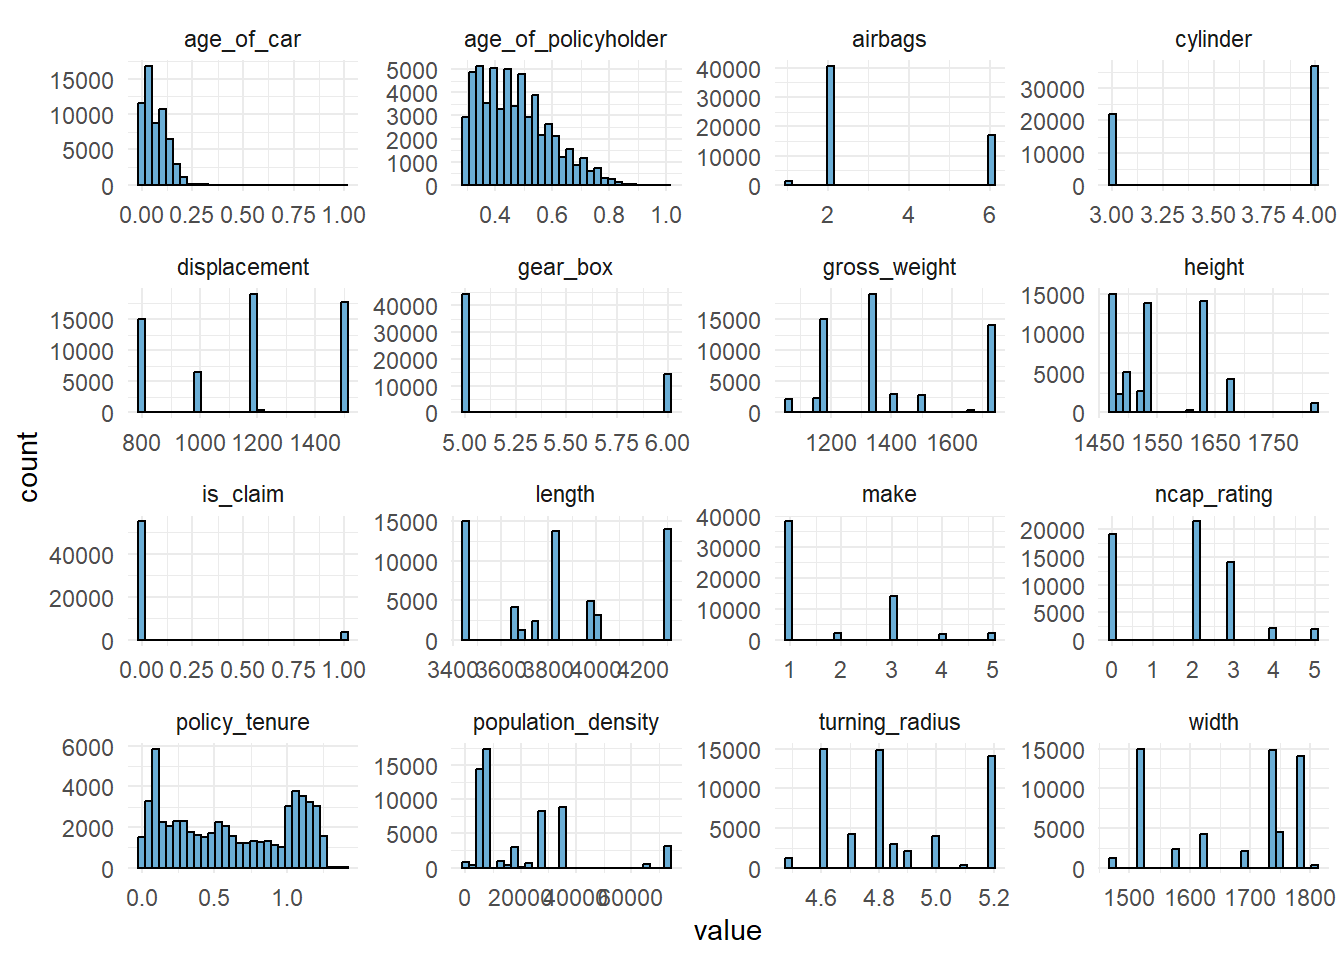 age_of_car age_of_policyholder airbags cylinder
15000 10000 5000 0
5000 4000 3000 2000 1000 0
40000 30000 20000 10000 0
30000 20000 10000 0
0.00 0.25 0.50 0.75 1.00
0.4 0.6 0.8 1.0
2 4 6
3.00 3.25 3.50 3.75 4.00
displacement gear_box gross_weight height
15000 10000 5000 0
40000 30000 20000 10000 0
15000 10000 5000 0
15000 10000 5000 0
800 1000 1200 1400
5.00 5.25 5.50 5.75 6.00
1200 1400 1600
1450 1550 1650 1750
count
is_claim length make ncap_rating
40000 20000 0
15000 10000 5000 0
40000 30000 20000 10000 0
20000 15000 10000 5000 0
0.00 0.25 0.50 0.75 1.00
3400 3600 3800 4000 4200
1 2 3 4 5
0 1 2 3 4 5
policy_tenure population_density turning_radius width
6000 4000 2000 0
15000 10000 5000 0
15000 10000 5000 0
15000 10000 5000 0
0.0 0.5 1.0
0 20000 40000 60000
4.6 4.8 5.0 5.2
1500 1600 1700 1800
value